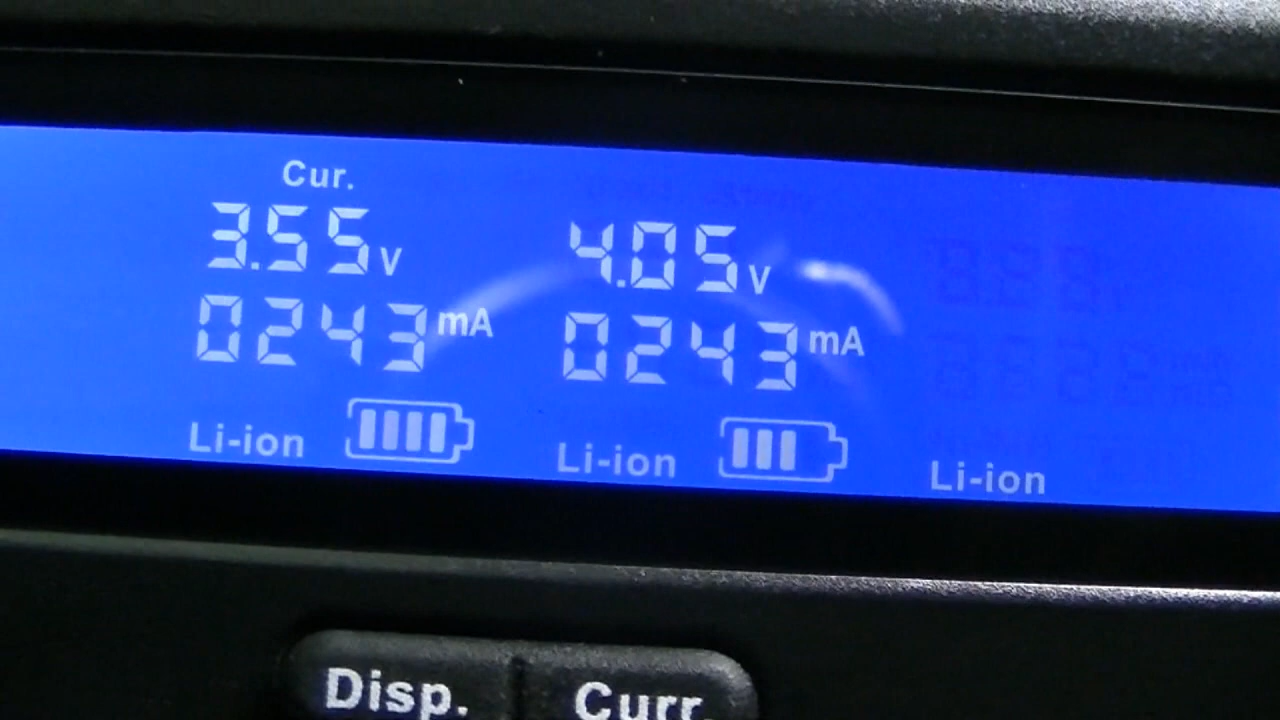 Cur.
3.55V 4.05V
0243mA 0243mA
Li-ion Li-ion Li-ion
Disp. Curr.